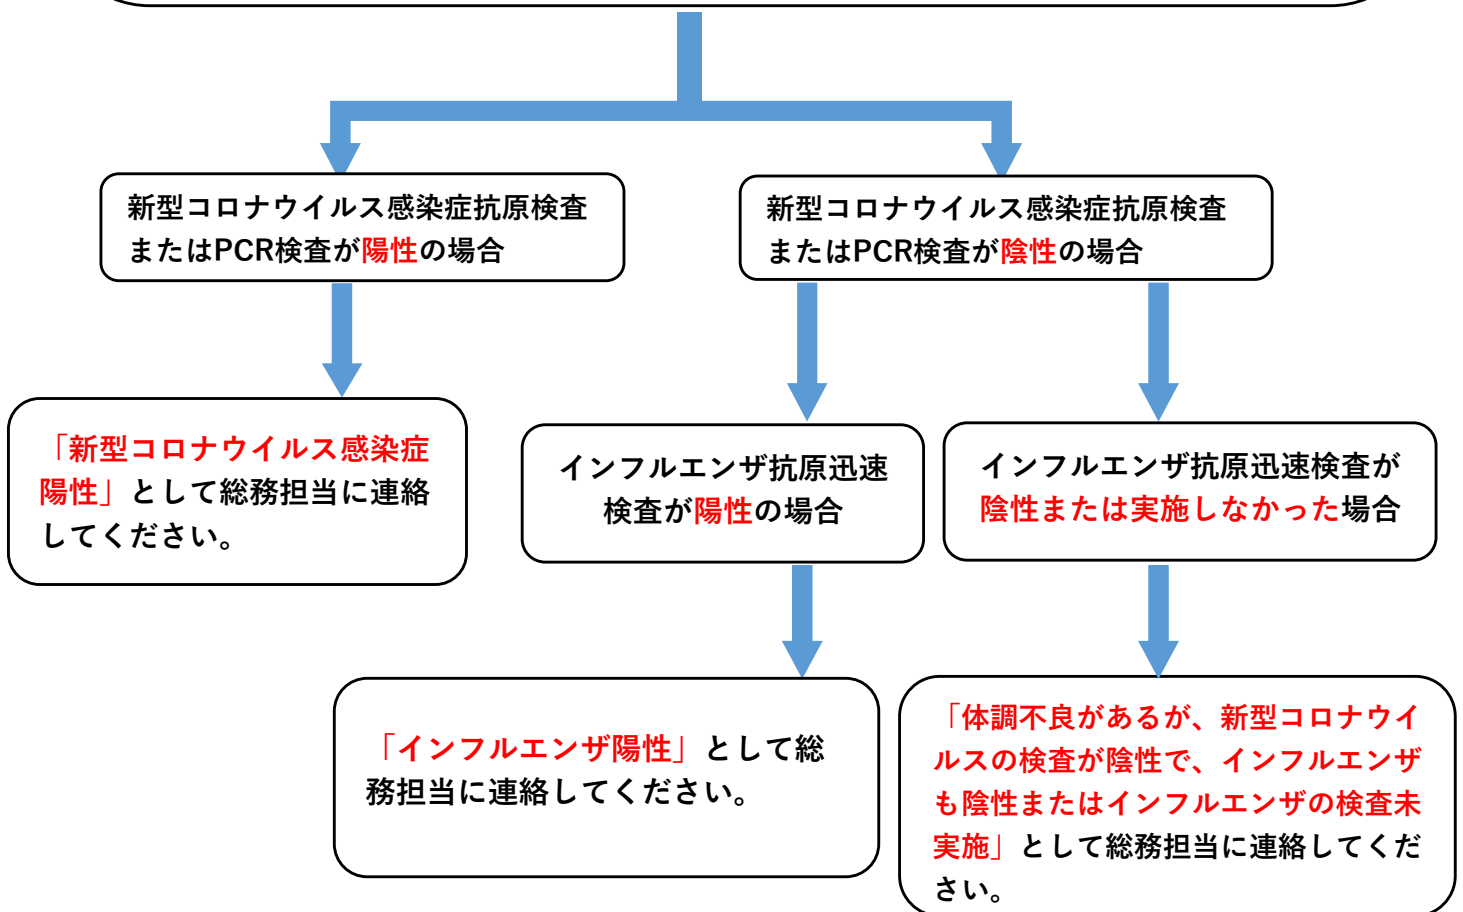 新型コロナウイルス感染症抗原検査
またはPCR検査が陽性の場合
新型コロナウイルス感染症抗原検査
またはPCR検査が陰性の場合
「新型コロナウイルス感染症
陽性」として総務担当に連絡
してください。
インフルエンザ抗原迅速
検査が陽性の場合
インフルエンザ抗原迅速検査が
陰性または実施しなかった場合
「インフルエンザ陽性」として総
務担当に連絡してください。
「体調不良があるが、新型コロナウイ
ルスの検査が陰性で、インフルエンザ
も陰性またはインフルエンザの検査未
実施」として総務担当に連絡してくだ
さい。